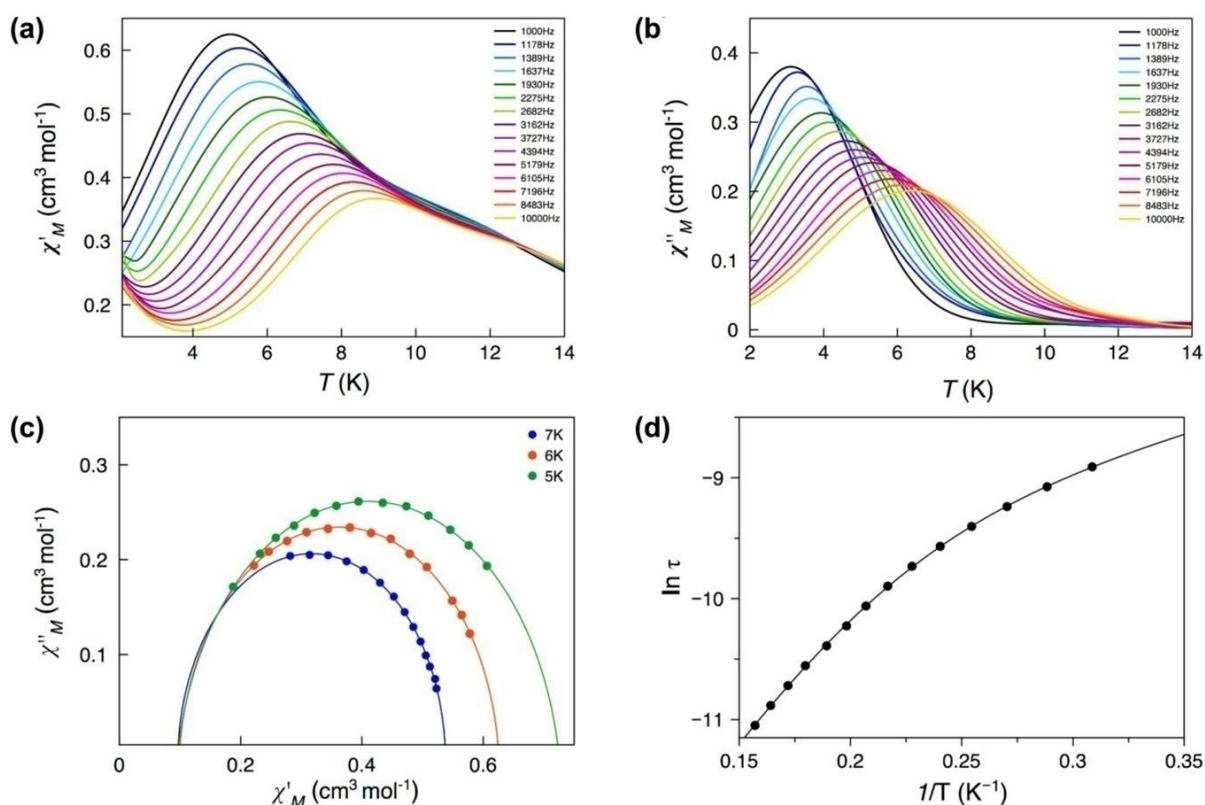 (a)
0.6
0.5
0.4
0.3
0.2
χ'M (cm³ mol⁻¹)
4 6 8 10 12 14
T (K)
1000Hz
1178Hz
1389Hz
1637Hz
1930Hz
2275Hz
2682Hz
3162Hz
3727Hz
4394Hz
5179Hz
6105Hz
7196Hz
8483Hz
10000Hz
(b)
0.4
0.3
0.2
0.1
0
χ''M (cm³ mol⁻¹)
2 4 6 8 10 12 14
T (K)
1000Hz
1178Hz
1389Hz
1637Hz
1930Hz
2275Hz
2682Hz
3162Hz
3727Hz
4394Hz
5179Hz
6105Hz
7196Hz
8483Hz
10000Hz
(c)
0.3
0.2
0.1
χ''M (cm³ mol⁻¹)
0 0.2 0.4 0.6
χ'M (cm³ mol⁻¹)
7K
6K
5K
(d)
−9
−10
−11
ln τ
0.15 0.2 0.25 0.3 0.35
1/T (K⁻¹)